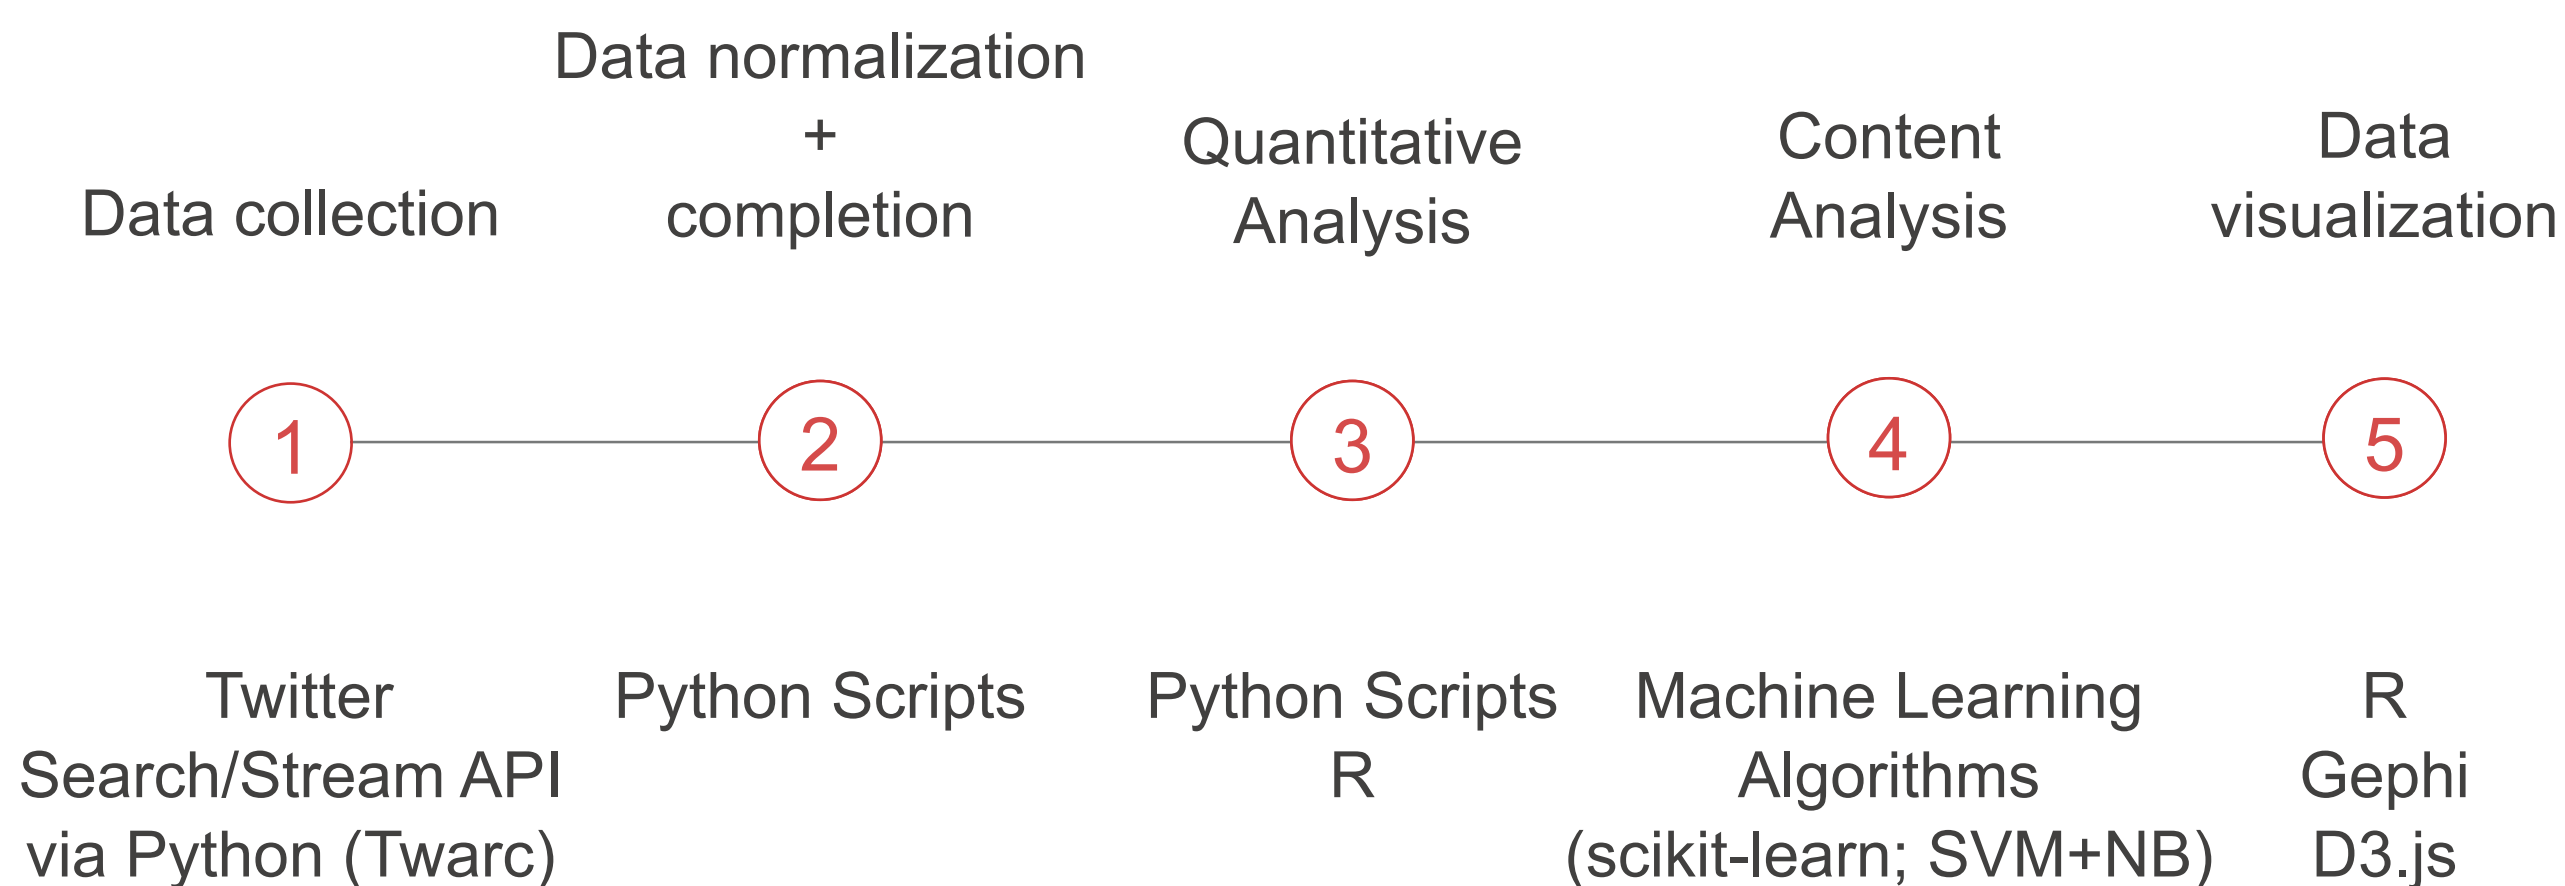 Data collection
Data normalization
+
completion
Quantitative
Analysis
Content
Analysis
Data
visualization
1
2
3
4
5
Twitter
Search/Stream API
via Python (Twarc)
Python Scripts
Python Scripts
R
Machine Learning
Algorithms
(scikit-learn; SVM+NB)
R
Gephi
D3.js